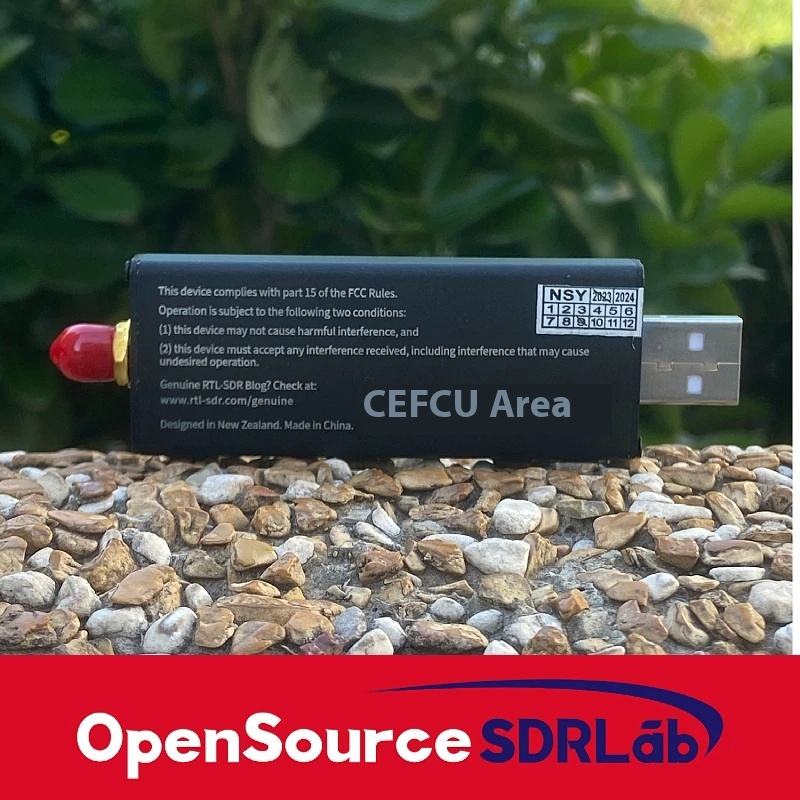 This device complies with part 15 of the FCC Rules.
Operation is subject to the following two conditions:
(1) this device may not cause harmful interference, and
(2) this device must accept any interference received, including interference that may cause
undesired operation.
Genuine RTL-SDR Blog? Check at:
www.rtl-sdr.com/genuine
CEFCU Area
Designed in New Zealand. Made in China.
NSY 2023 2024
1 2 3 4 5 6
7 8 9 10 11 12
OpenSource SDRLab